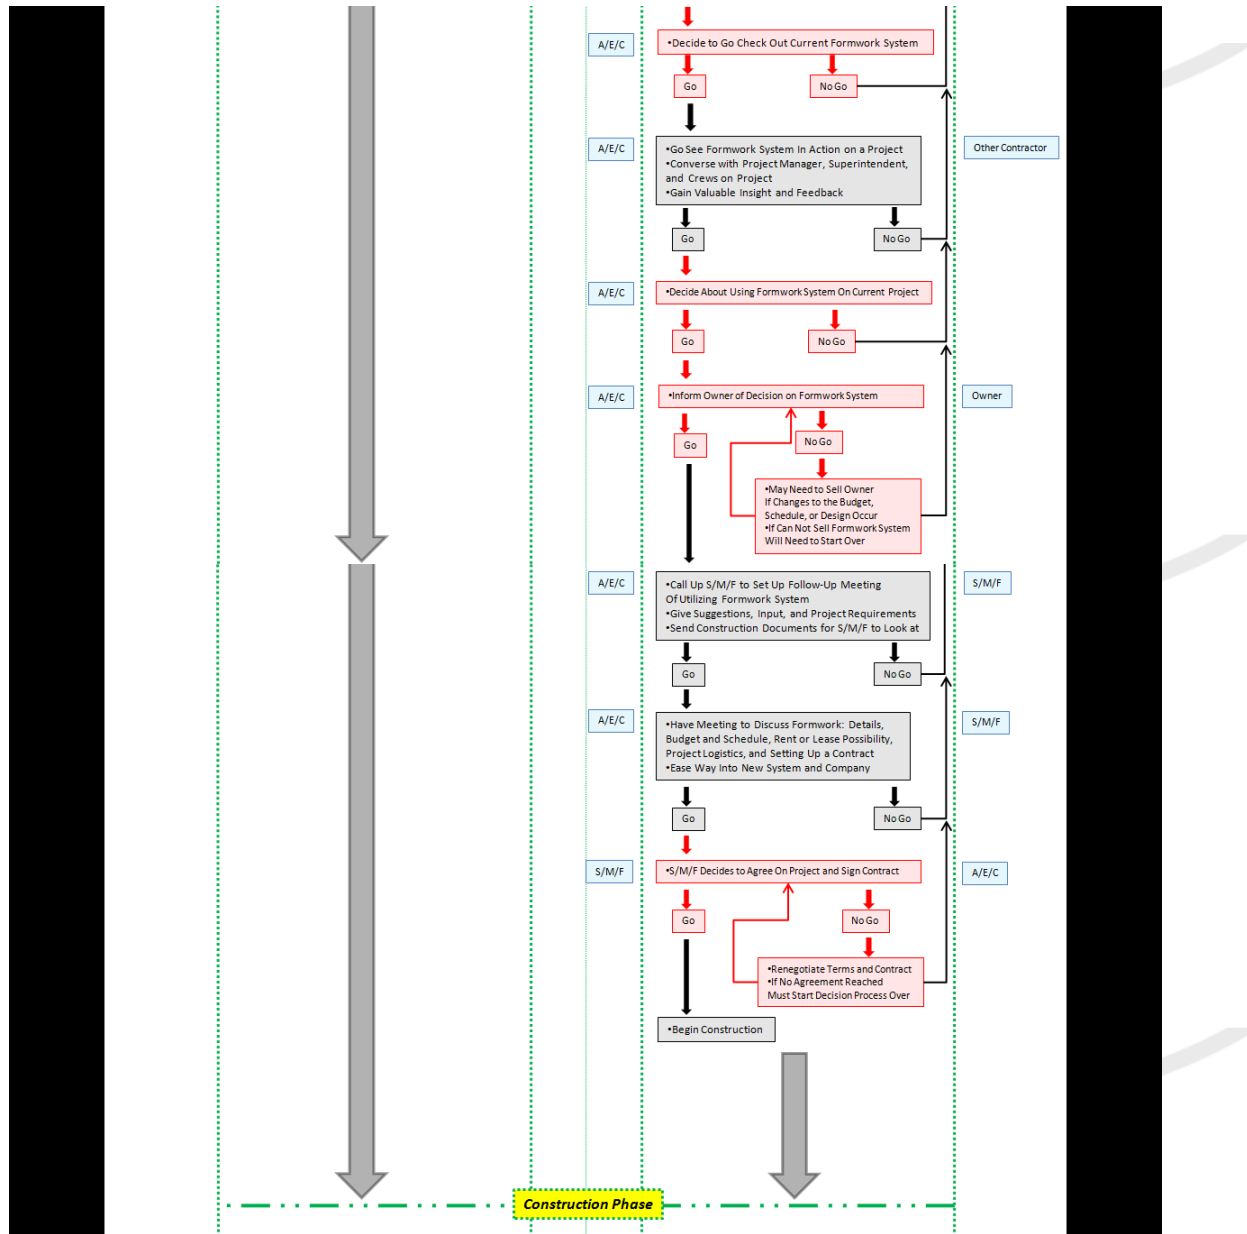 A/E/C
•Decide to Go Check Out Current Formwork System
Go
No Go
A/E/C
•Go See Formwork System In Action on a Project
•Converse with Project Manager, Superintendent,
and Crews on Project
•Gain Valuable Insight and Feedback
Other Contractor
Go
No Go
A/E/C
•Decide About Using Formwork System On Current Project
Go
No Go
A/E/C
•Inform Owner of Decision on Formwork System
Owner
Go
No Go
•May Need to Sell Owner
If Changes to the Budget,
Schedule, or Design Occur
•If Can Not Sell Formwork System
Will Need to Start Over
A/E/C
•Call Up S/M/F to Set Up Follow-Up Meeting
Of Utilizing Formwork System
•Give Suggestions, Input, and Project Requirements
•Send Construction Documents for S/M/F to Look at
S/M/F
Go
No Go
A/E/C
•Have Meeting to Discuss Formwork: Details,
Budget and Schedule, Rent or Lease Possibility,
Project Logistics, and Setting Up a Contract
•Ease Way Into New System and Company
S/M/F
Go
No Go
S/M/F
•S/M/F Decides to Agree On Project and Sign Contract
A/E/C
Go
No Go
•Renegotiate Terms and Contract
•If No Agreement Reached
Must Start Decision Process Over
•Begin Construction
Construction Phase